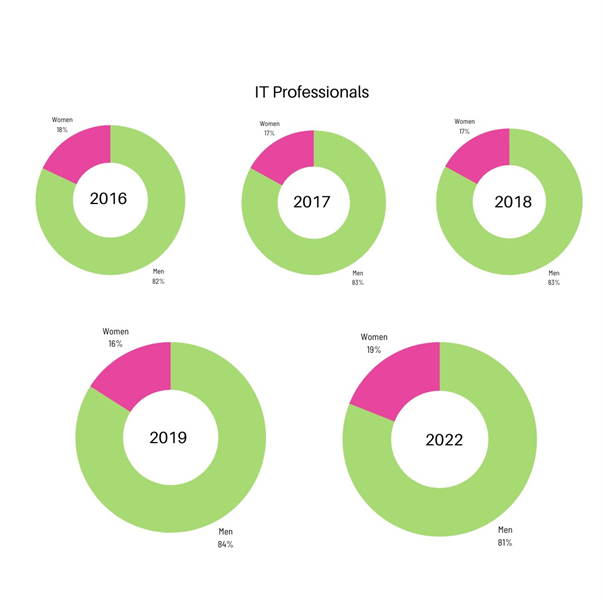 IT Professionals
Women
18%
2016
Men
82%
Women
17%
2017
Men
83%
Women
17%
2018
Men
83%
Women
16%
2019
Men
84%
Women
19%
2022
Men
81%